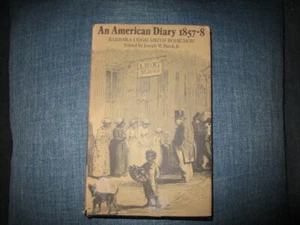 An American Diary 1857-8
BARBARA LEIGH SMITH BODICHON
Edited by Joseph W. Reed, Jr.